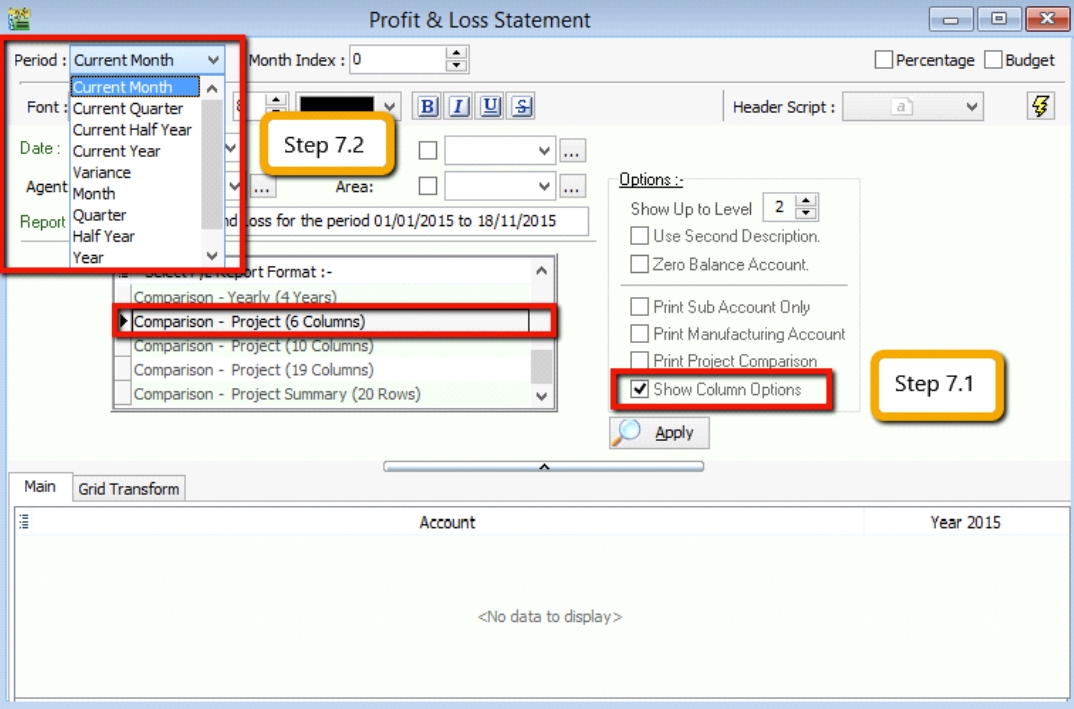 Profit & Loss Statement
Period : Current Month Month Index : 0 Percentage Budget
Current Month
Current Quarter
Current Half Year
Current Year
Variance
Month
Quarter
Half Year
Year
Font : 8 B I U S Header Script : a
Step 7.2
Date : ...
Agent ... Area: ...
Report nd Loss for the period 01/01/2015 to 18/11/2015
Report Format :-
Comparison - Yearly (4 Years)
Comparison - Project (6 Columns)
Comparison - Project (10 Columns)
Comparison - Project (19 Columns)
Comparison - Project Summary (20 Rows)
Options :-
Show Up to Level 2
Use Second Description.
Zero Balance Account.
Print Sub Account Only
Print Manufacturing Account
Print Project Comparison
Show Column Options
Step 7.1
Apply
Main Grid Transform
Account Year 2015
<No data to display>